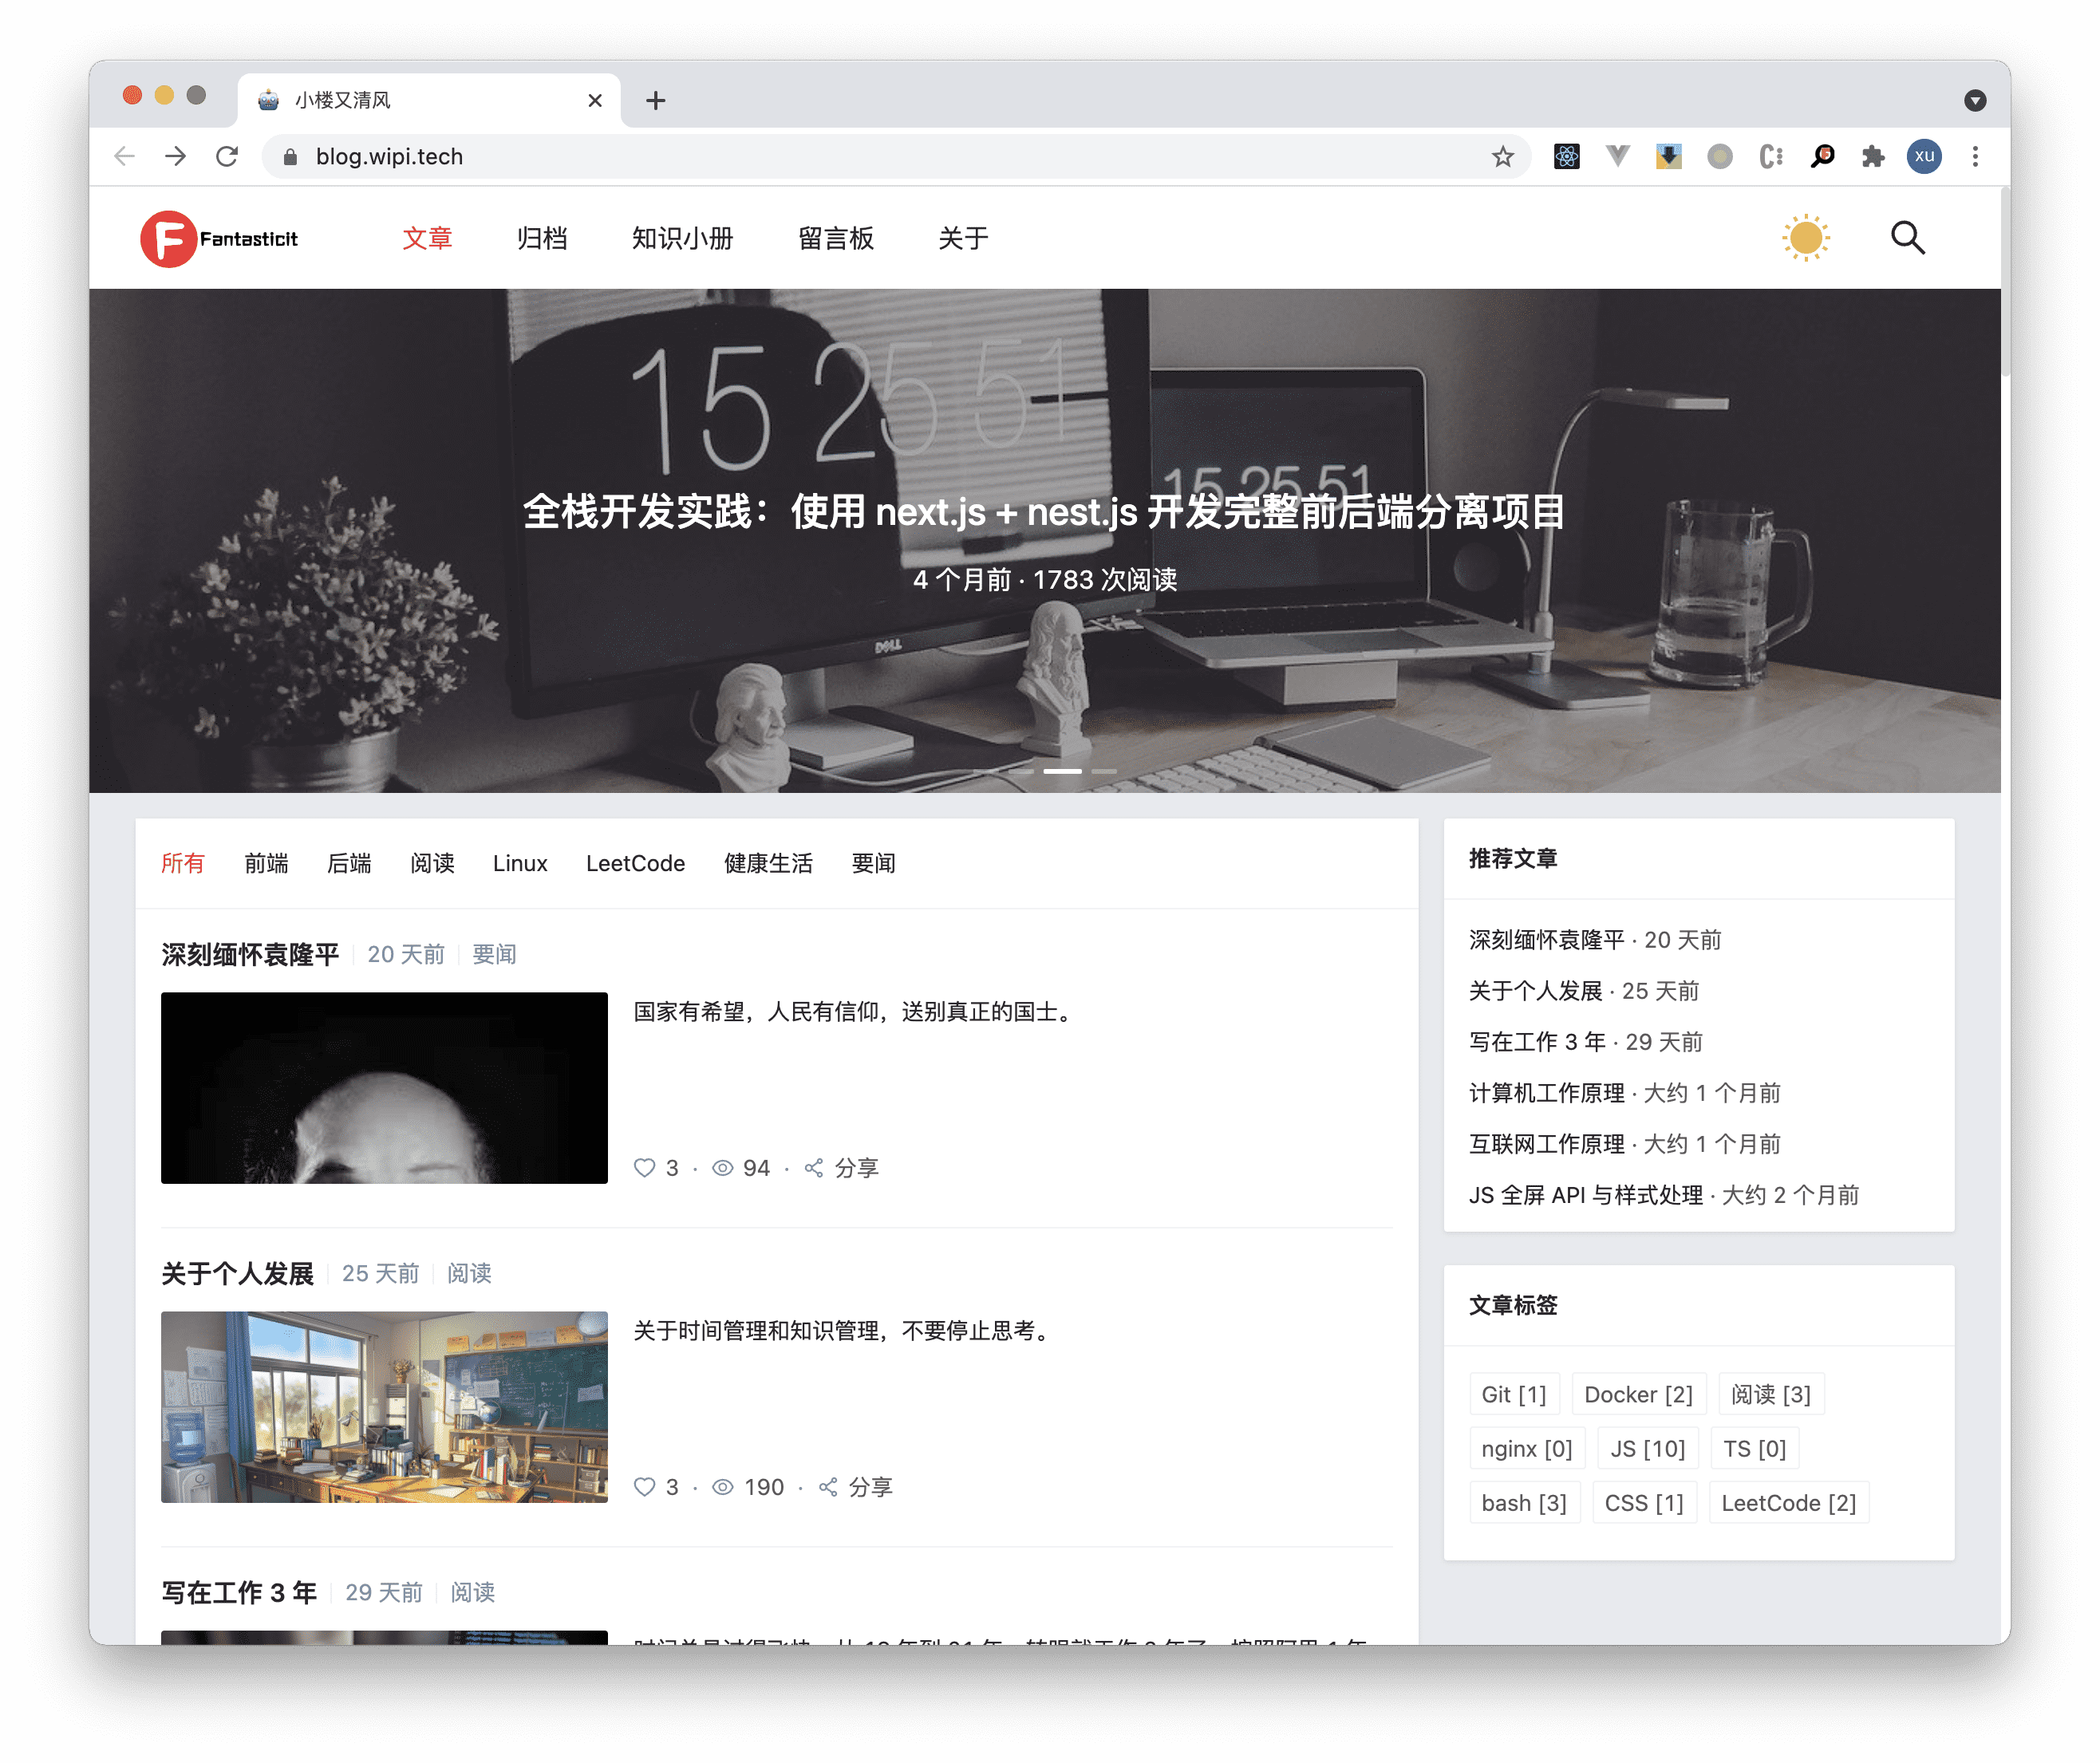 小楼又清风
blog.wipi.tech
XU
Fantasticit 文章 归档 知识小册 留言板 关于
15 25 51
15 25 51
全栈开发实践：使用 next.js + nest.js 开发完整前后端分离项目
4 个月前 · 1783 次阅读
DELL
所有 前端 后端 阅读 Linux LeetCode 健康生活 要闻
深刻缅怀袁隆平 20 天前 要闻
国家有希望，人民有信仰，送别真正的国士。
3 · 94 · 分享
关于个人发展 25 天前 阅读
关于时间管理和知识管理，不要停止思考。
3 · 190 · 分享
写在工作 3 年 29 天前 阅读
推荐文章
深刻缅怀袁隆平 · 20 天前
关于个人发展 · 25 天前
写在工作 3 年 · 29 天前
计算机工作原理 · 大约 1 个月前
互联网工作原理 · 大约 1 个月前
JS 全屏 API 与样式处理 · 大约 2 个月前
文章标签
Git [1] Docker [2] 阅读 [3]
nginx [0] JS [10] TS [0]
bash [3] CSS [1] LeetCode [2]